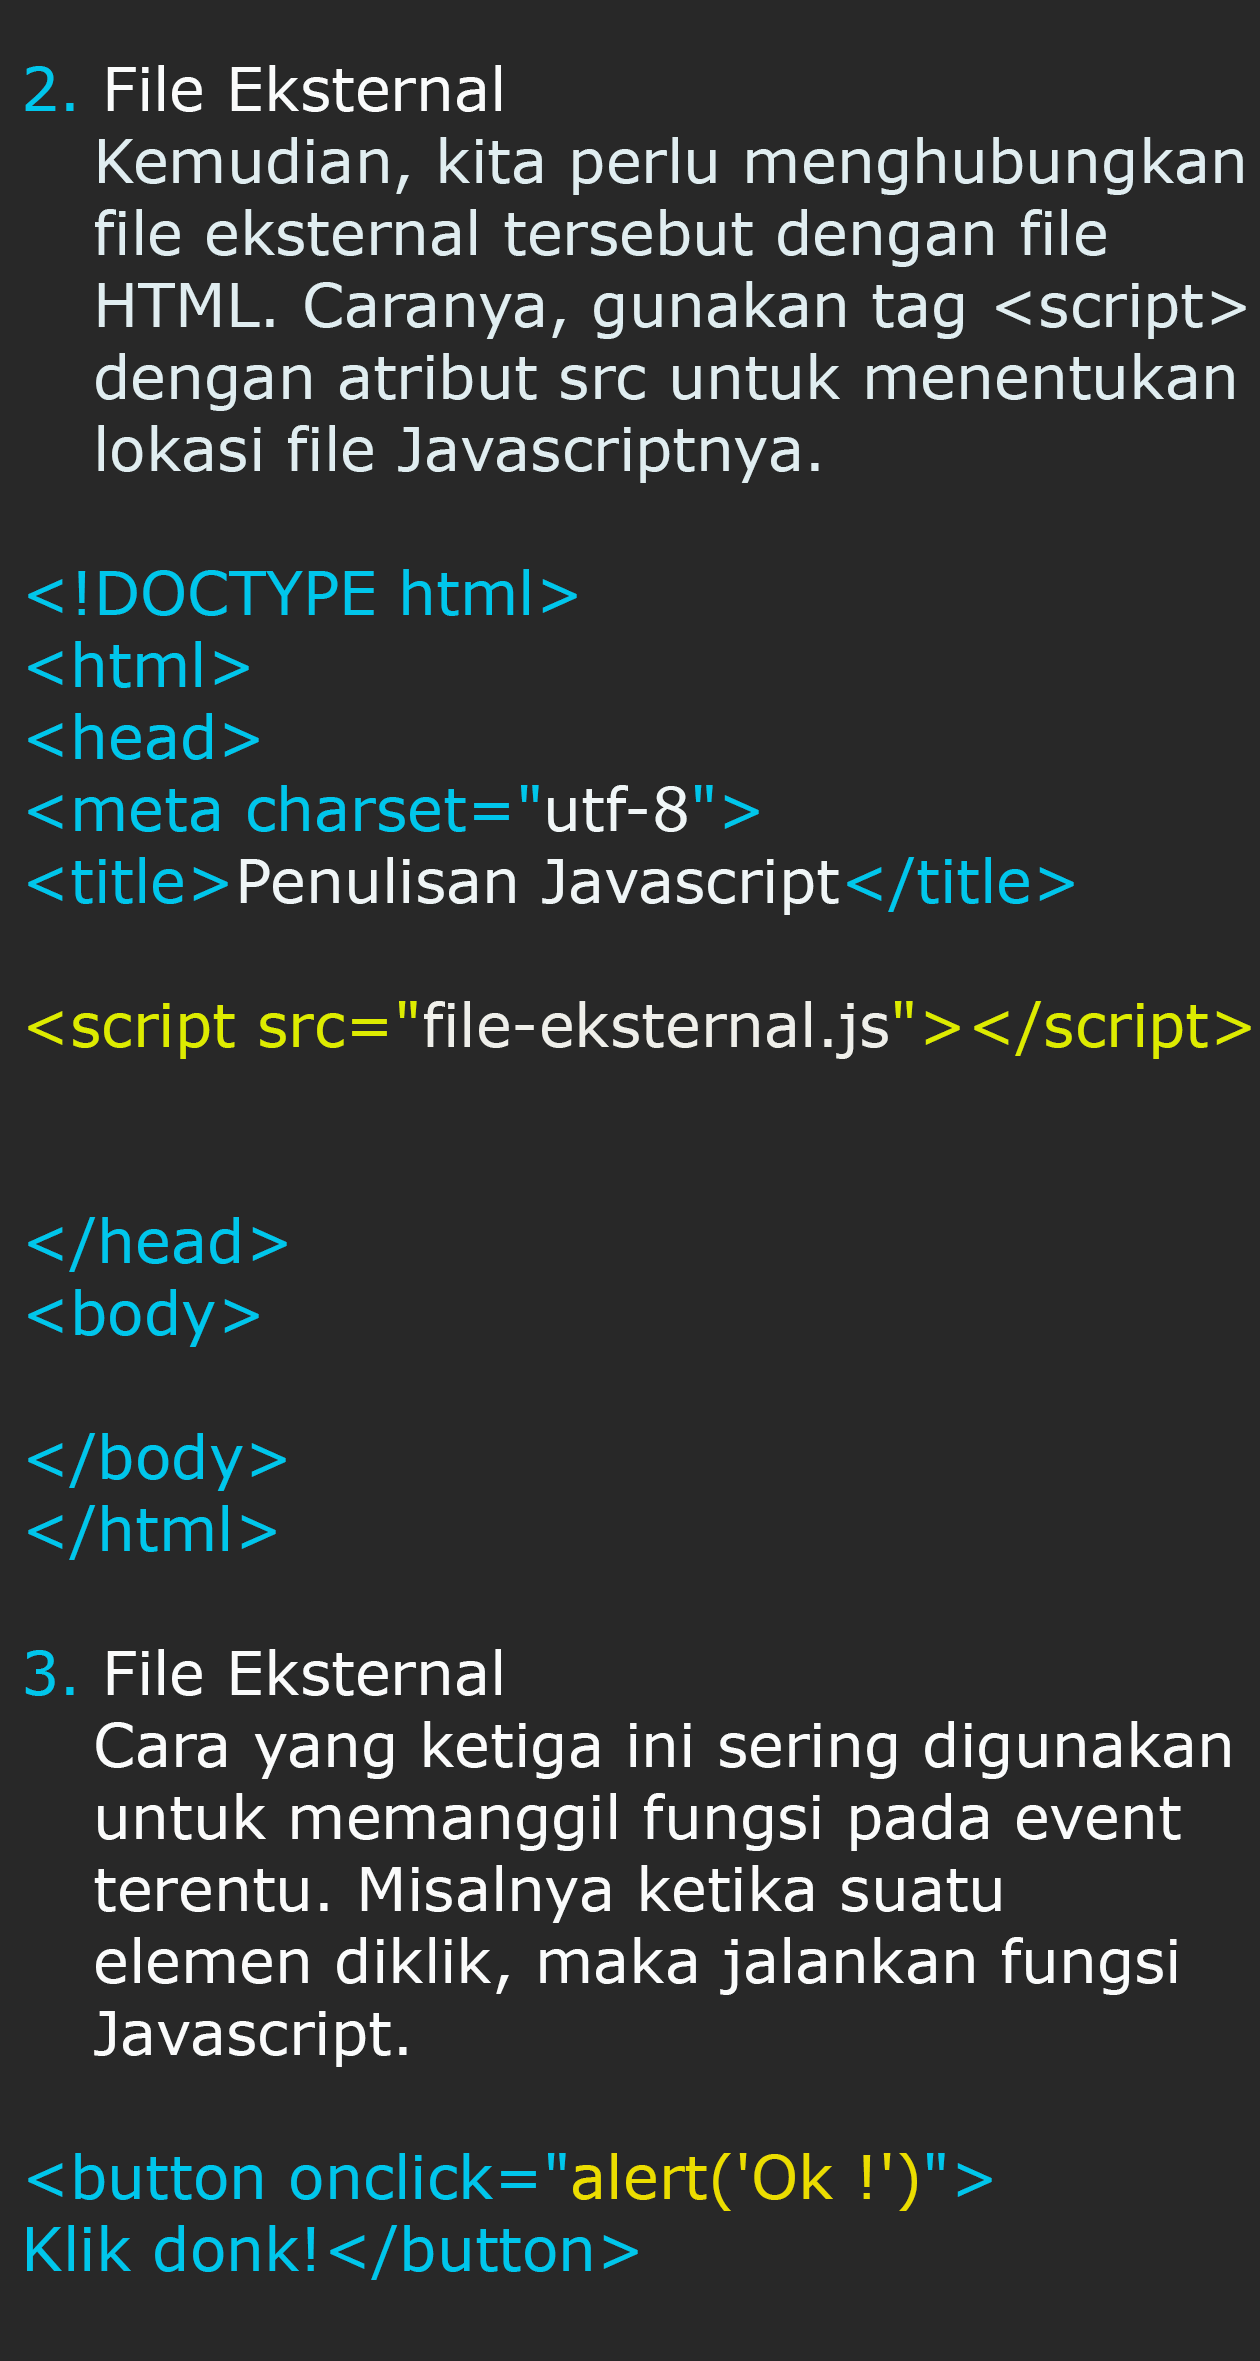 2. File Eksternal
Kemudian, kita perlu menghubungkan
file eksternal tersebut dengan file
HTML. Caranya, gunakan tag <script>
dengan atribut src untuk menentukan
lokasi file Javascriptnya.
<!DOCTYPE html>
<html>
<head>
<meta charset="utf-8">
<title>Penulisan Javascript</title>
<script src="file-eksternal.js"></script>
</head>
<body>
</body>
</html>
3. File Eksternal
Cara yang ketiga ini sering digunakan
untuk memanggil fungsi pada event
terentu. Misalnya ketika suatu
elemen diklik, maka jalankan fungsi
Javascript.
<button onclick="alert('Ok !')">
Klik donk!</button>